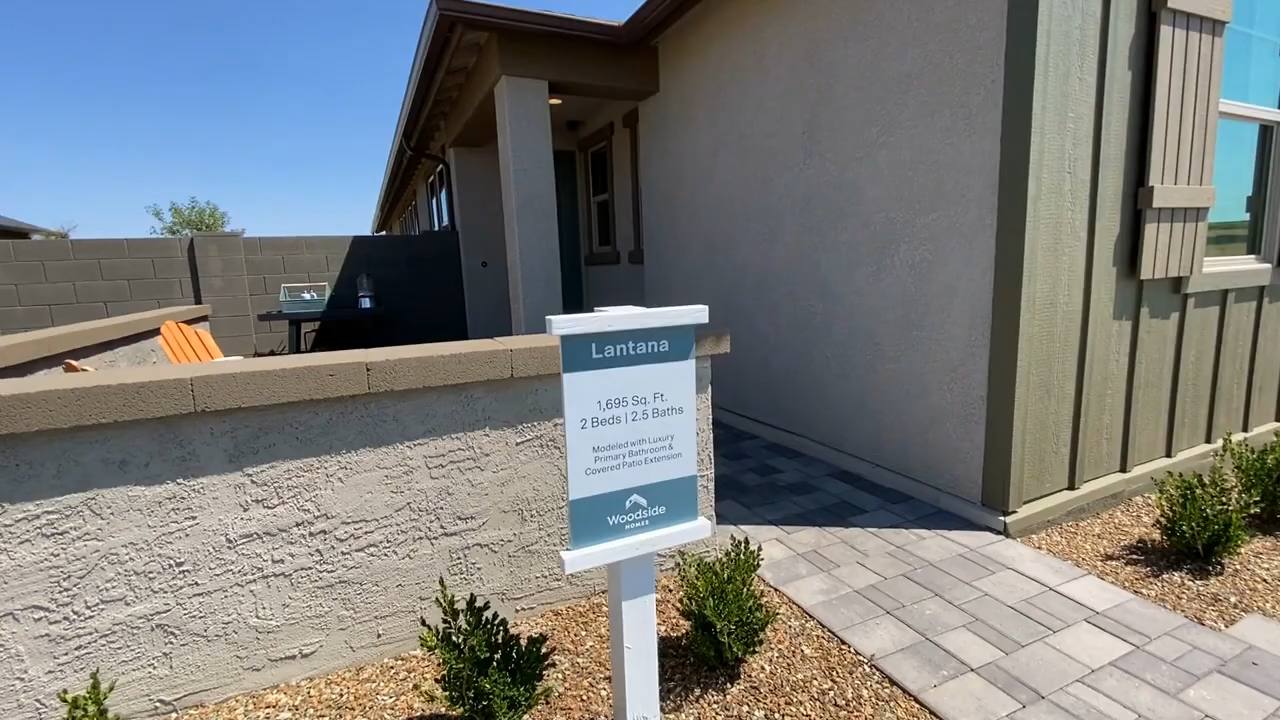 Lantana
1,695 Sq. Ft.
2 Beds | 2.5 Baths
Modeled with Luxury
Primary Bathroom &
Covered Patio Extension
Woodside
HOMES